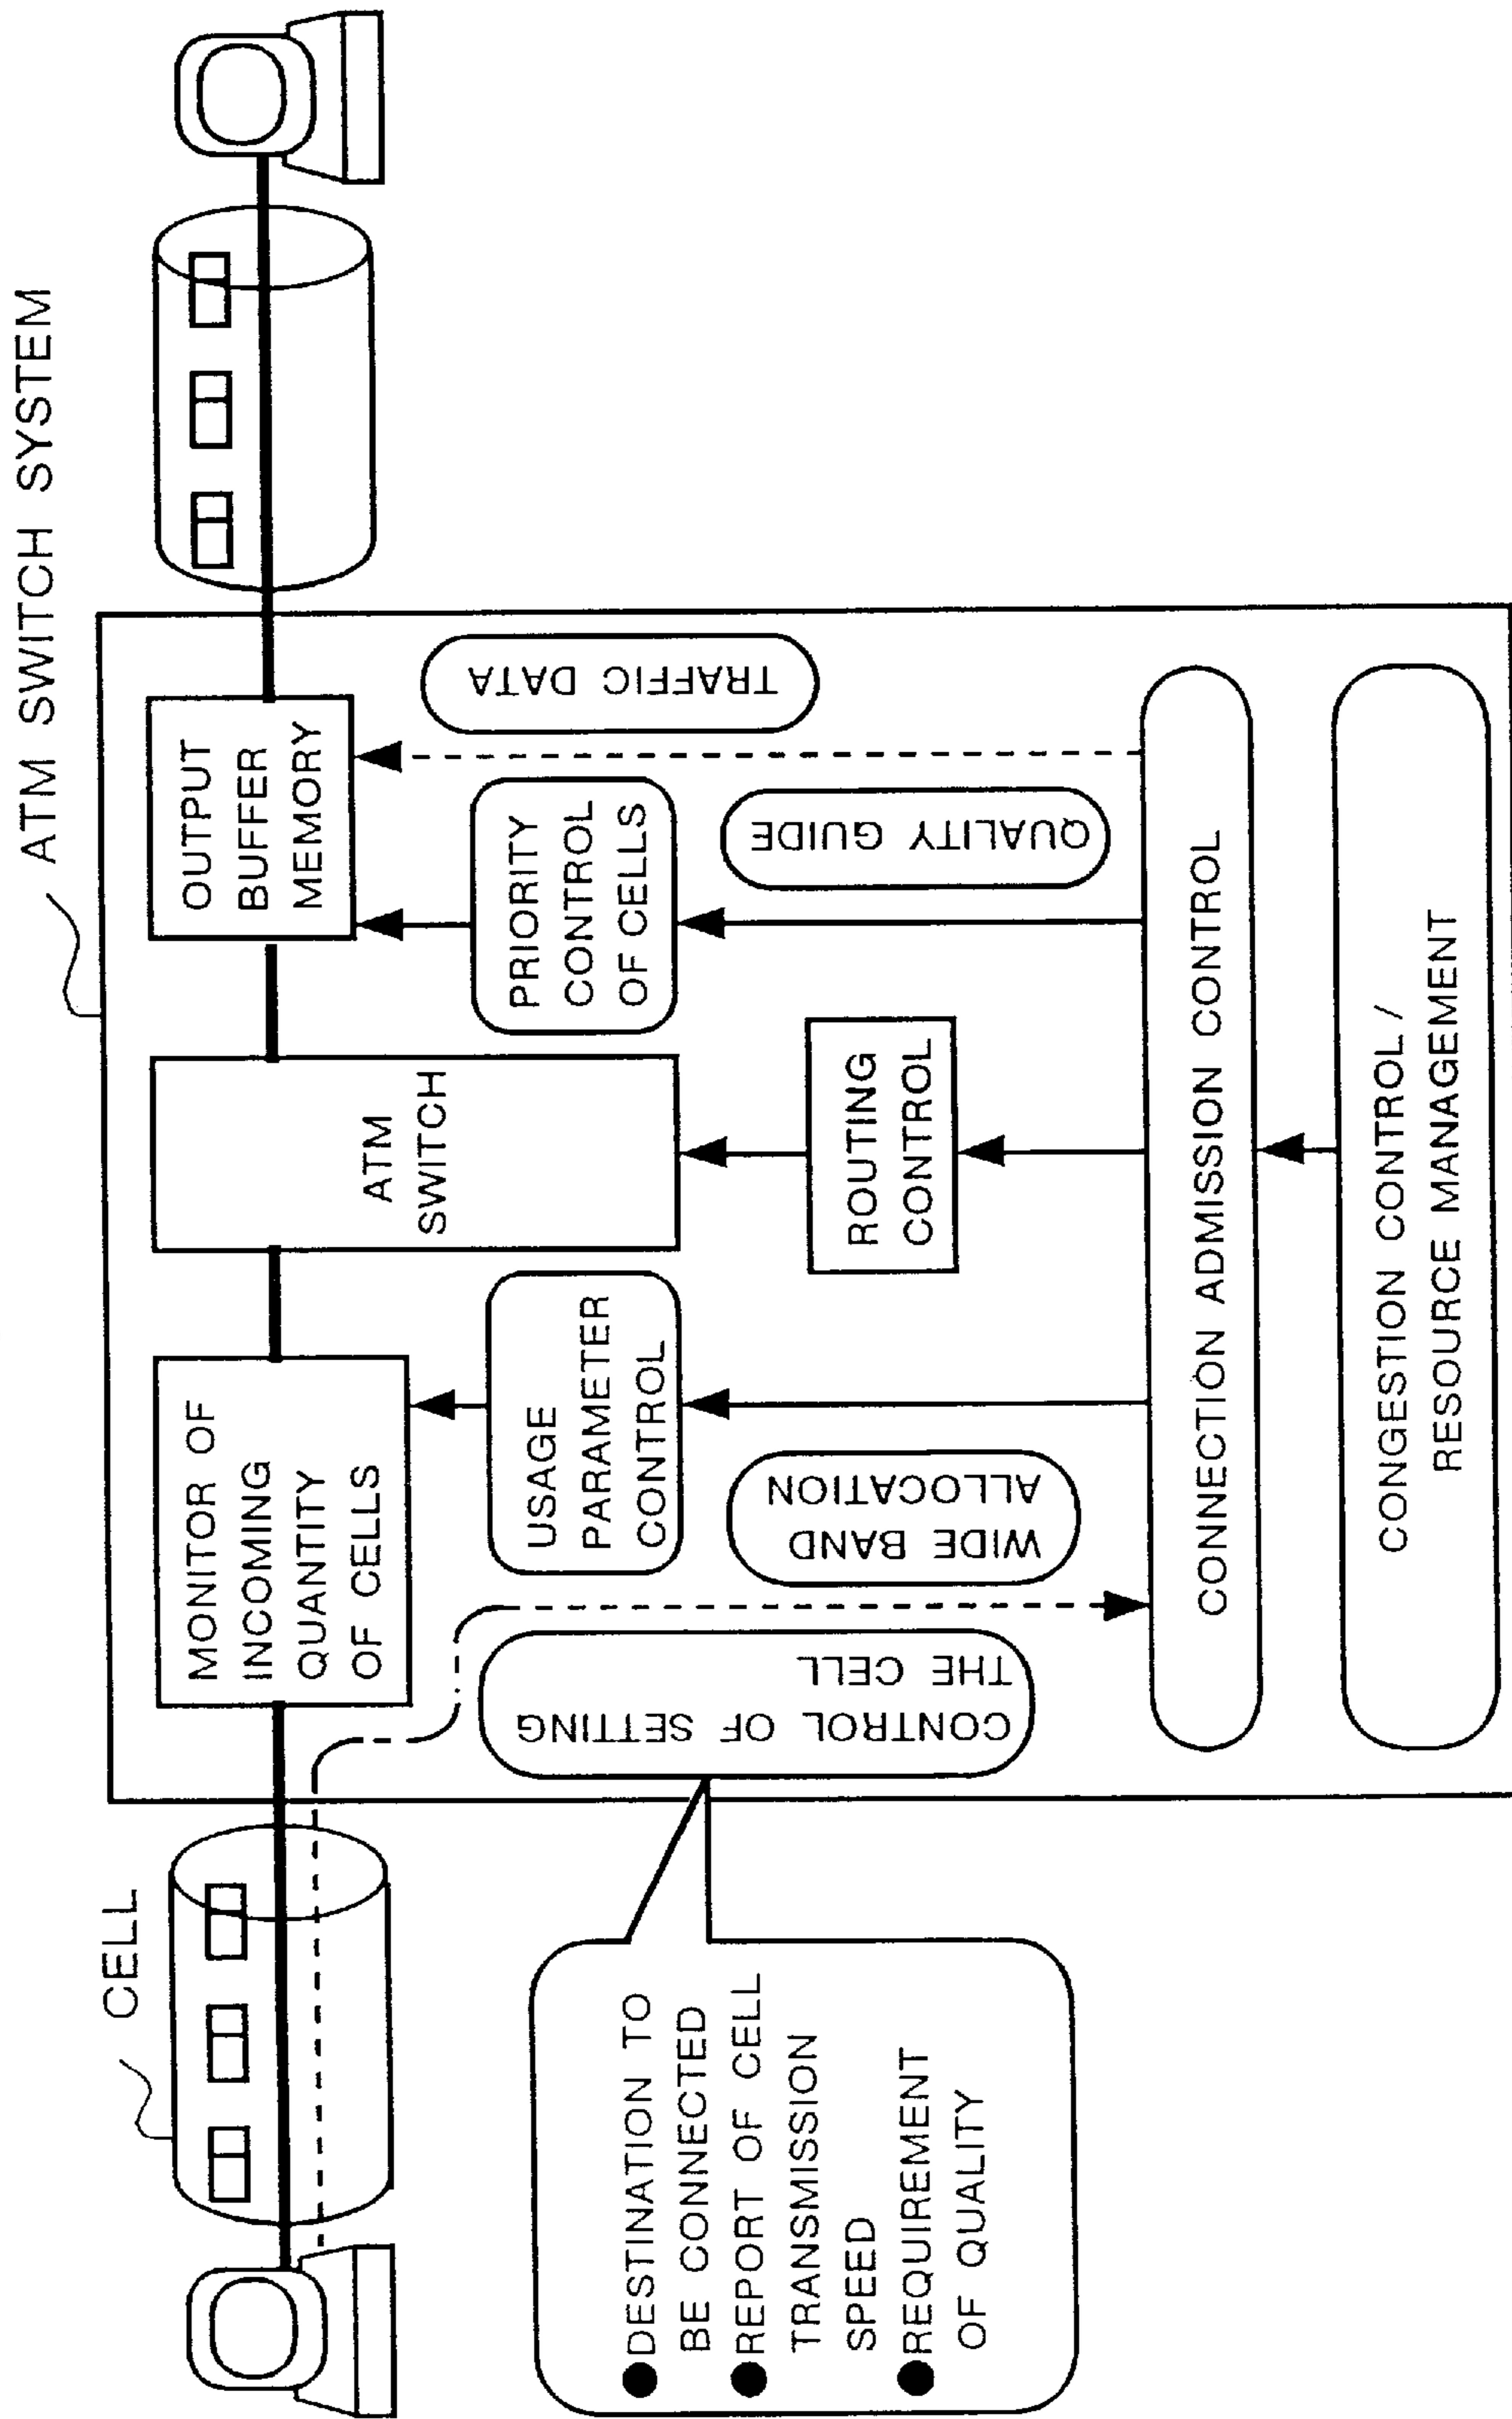 ATM SWITCH SYSTEM
CELL
MONITOR OF
INCOMING
QUANTITY
OF CELLS
ATM
SWITCH
OUTPUT
BUFFER
MEMORY
USAGE
PARAMETER
CONTROL
PRIORITY
CONTROL
OF CELLS
TRAFFIC DATA
ROUTING
CONTROL
QUALITY GUIDE
WIDE BAND
ALLOCATION
CONTROL OF SETTING
THE CELL
DESTINATION TO
BE CONNECTED
REPORT OF CELL
TRANSMISSION
SPEED
REQUIREMENT
OF QUALITY
CONNECTION ADMISSION CONTROL
CONGESTION CONTROL /
RESOURCE MANAGEMENT